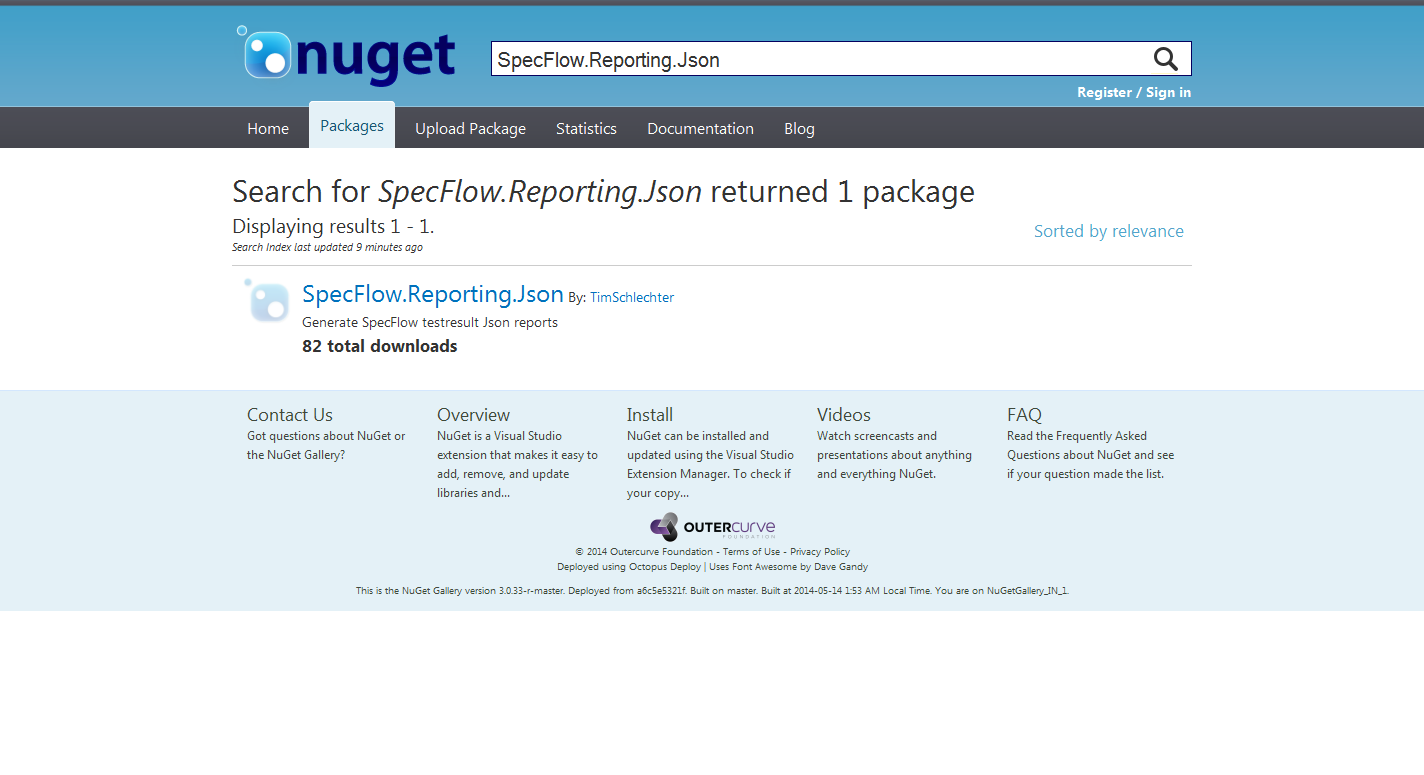 nuget
SpecFlow.Reporting.Json
Register / Sign in
Home Packages Upload Package Statistics Documentation Blog
Search for SpecFlow.Reporting.Json returned 1 package
Displaying results 1 - 1.
Sorted by relevance
Search Index last updated 9 minutes ago
SpecFlow.Reporting.Json By: TimSchlechter
Generate SpecFlow testresult Json reports
82 total downloads
Contact Us
Got questions about NuGet or
the NuGet Gallery?
Overview
NuGet is a Visual Studio
extension that makes it easy to
add, remove, and update
libraries and...
Install
NuGet can be installed and
updated using the Visual Studio
Extension Manager. To check if
your copy...
Videos
Watch screencasts and
presentations about anything
and everything NuGet.
FAQ
Read the Frequently Asked
Questions about NuGet and see
if your question made the list.
OUTERCURVE
FOUNDATION
© 2014 Outercurve Foundation - Terms of Use - Privacy Policy
Deployed using Octopus Deploy | Uses Font Awesome by Dave Gandy
This is the NuGet Gallery version 3.0.33-r-master. Deployed from a6c5e5321f. Built on master. Built at 2014-05-14 1:53 AM Local Time. You are on NuGetGallery_IN_1.